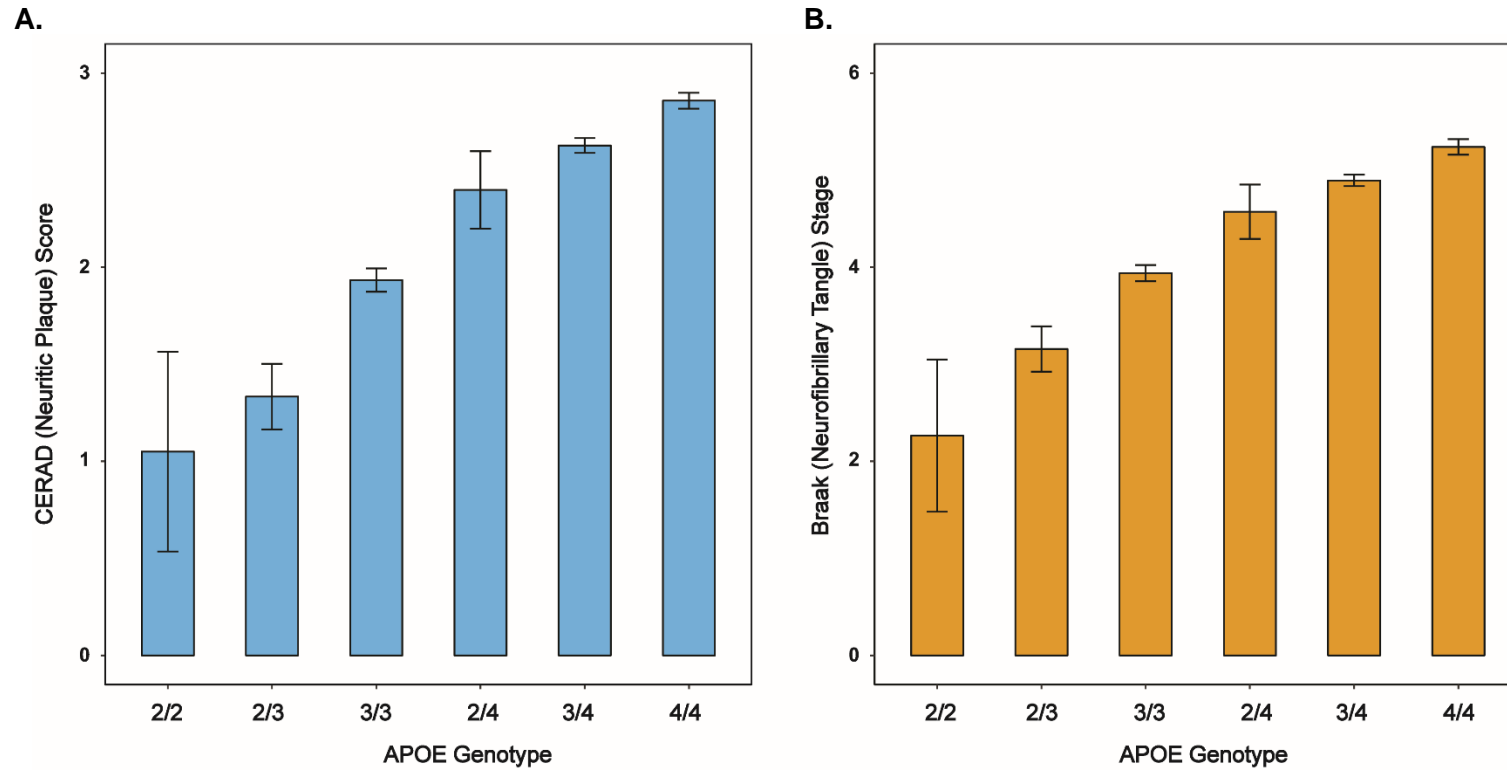 A.
CERAD (Neuritic Plaque) Score
3
2
1
0
2/2 2/3 3/3 2/4 3/4 4/4
APOE Genotype
B.
Braak (Neurofibrillary Tangle) Stage
6
4
2
0
2/2 2/3 3/3 2/4 3/4 4/4
APOE Genotype